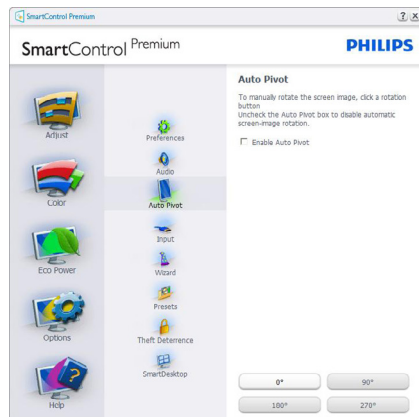 SmartControl Premium
? X
SmartControl Premium
PHILIPS
Adjust
Color
Eco Power
Options
Help
Preferences
Audio
Auto Pivot
Input
Wizard
Presets
Theft Deterrence
SmartDesktop
Auto Pivot
To manually rotate the screen image, click a rotation
button
Uncheck the Auto Pivot box to disable automatic
screen-image rotation.
Enable Auto Pivot
0°
90°
180°
270°